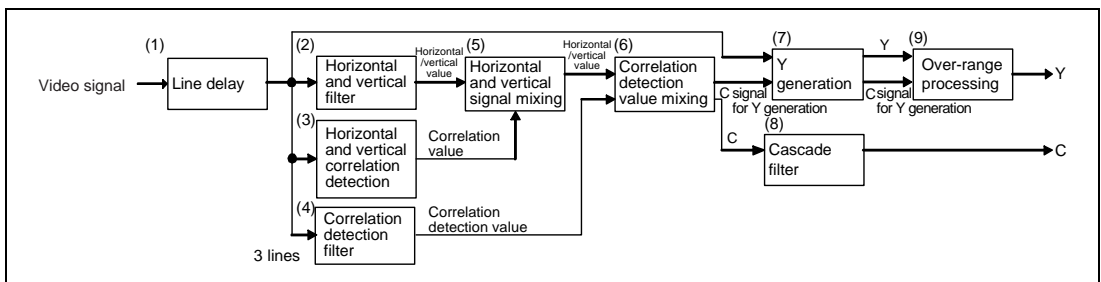 Video signal
(1)
Line delay
(2)
Horizontal
and vertical
filter
Horizontal
/vertical
value
(5)
Horizontal
and vertical
signal mixing
Horizontal
/vertical
value
(6)
Correlation
detection
value mixing
C signal
for Y generation
(7)
Y
generation
Y
C signal
for Y generation
(9)
Over-range
processing
Y
(3)
Horizontal
and vertical
correlation
detection
Correlation
value
C
(8)
Cascade
filter
C
(4)
Correlation
detection
filter
Correlation
detection value
3 lines